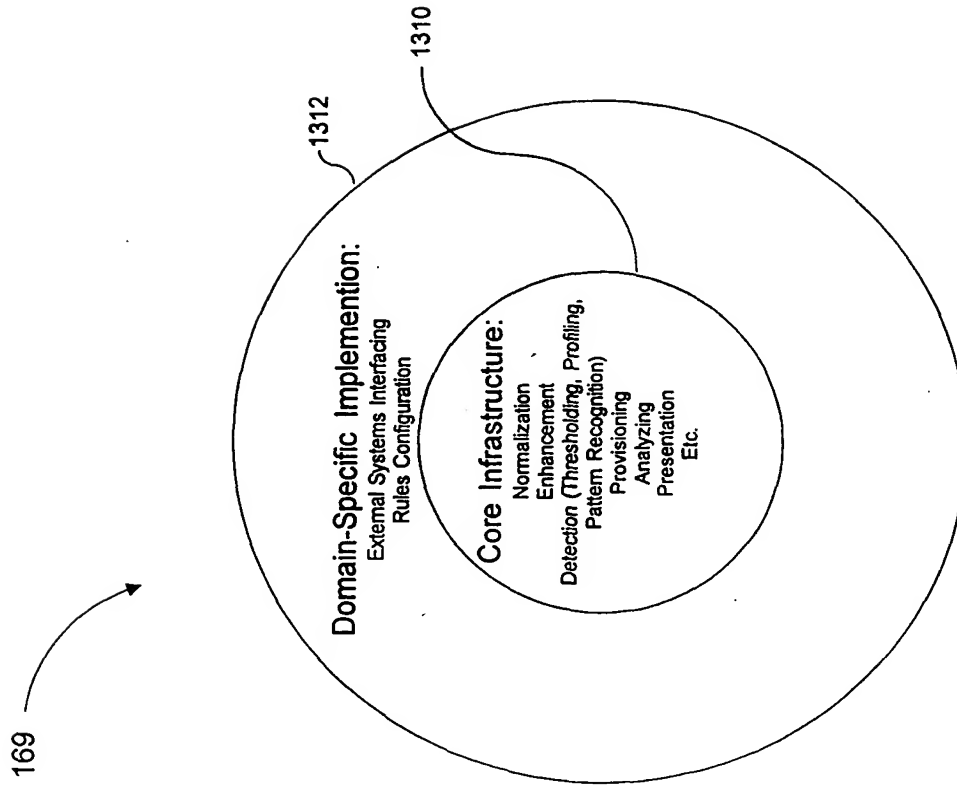 169
1312
1310
Domain-Specific Implemention:
External Systems Interfacing
Rules Configuration
Core Infrastructure:
Normalization
Enhancement
Detection (Thresholding, Profiling,
Pattern Recognition)
Provisioning
Analyzing
Presentation
Etc.